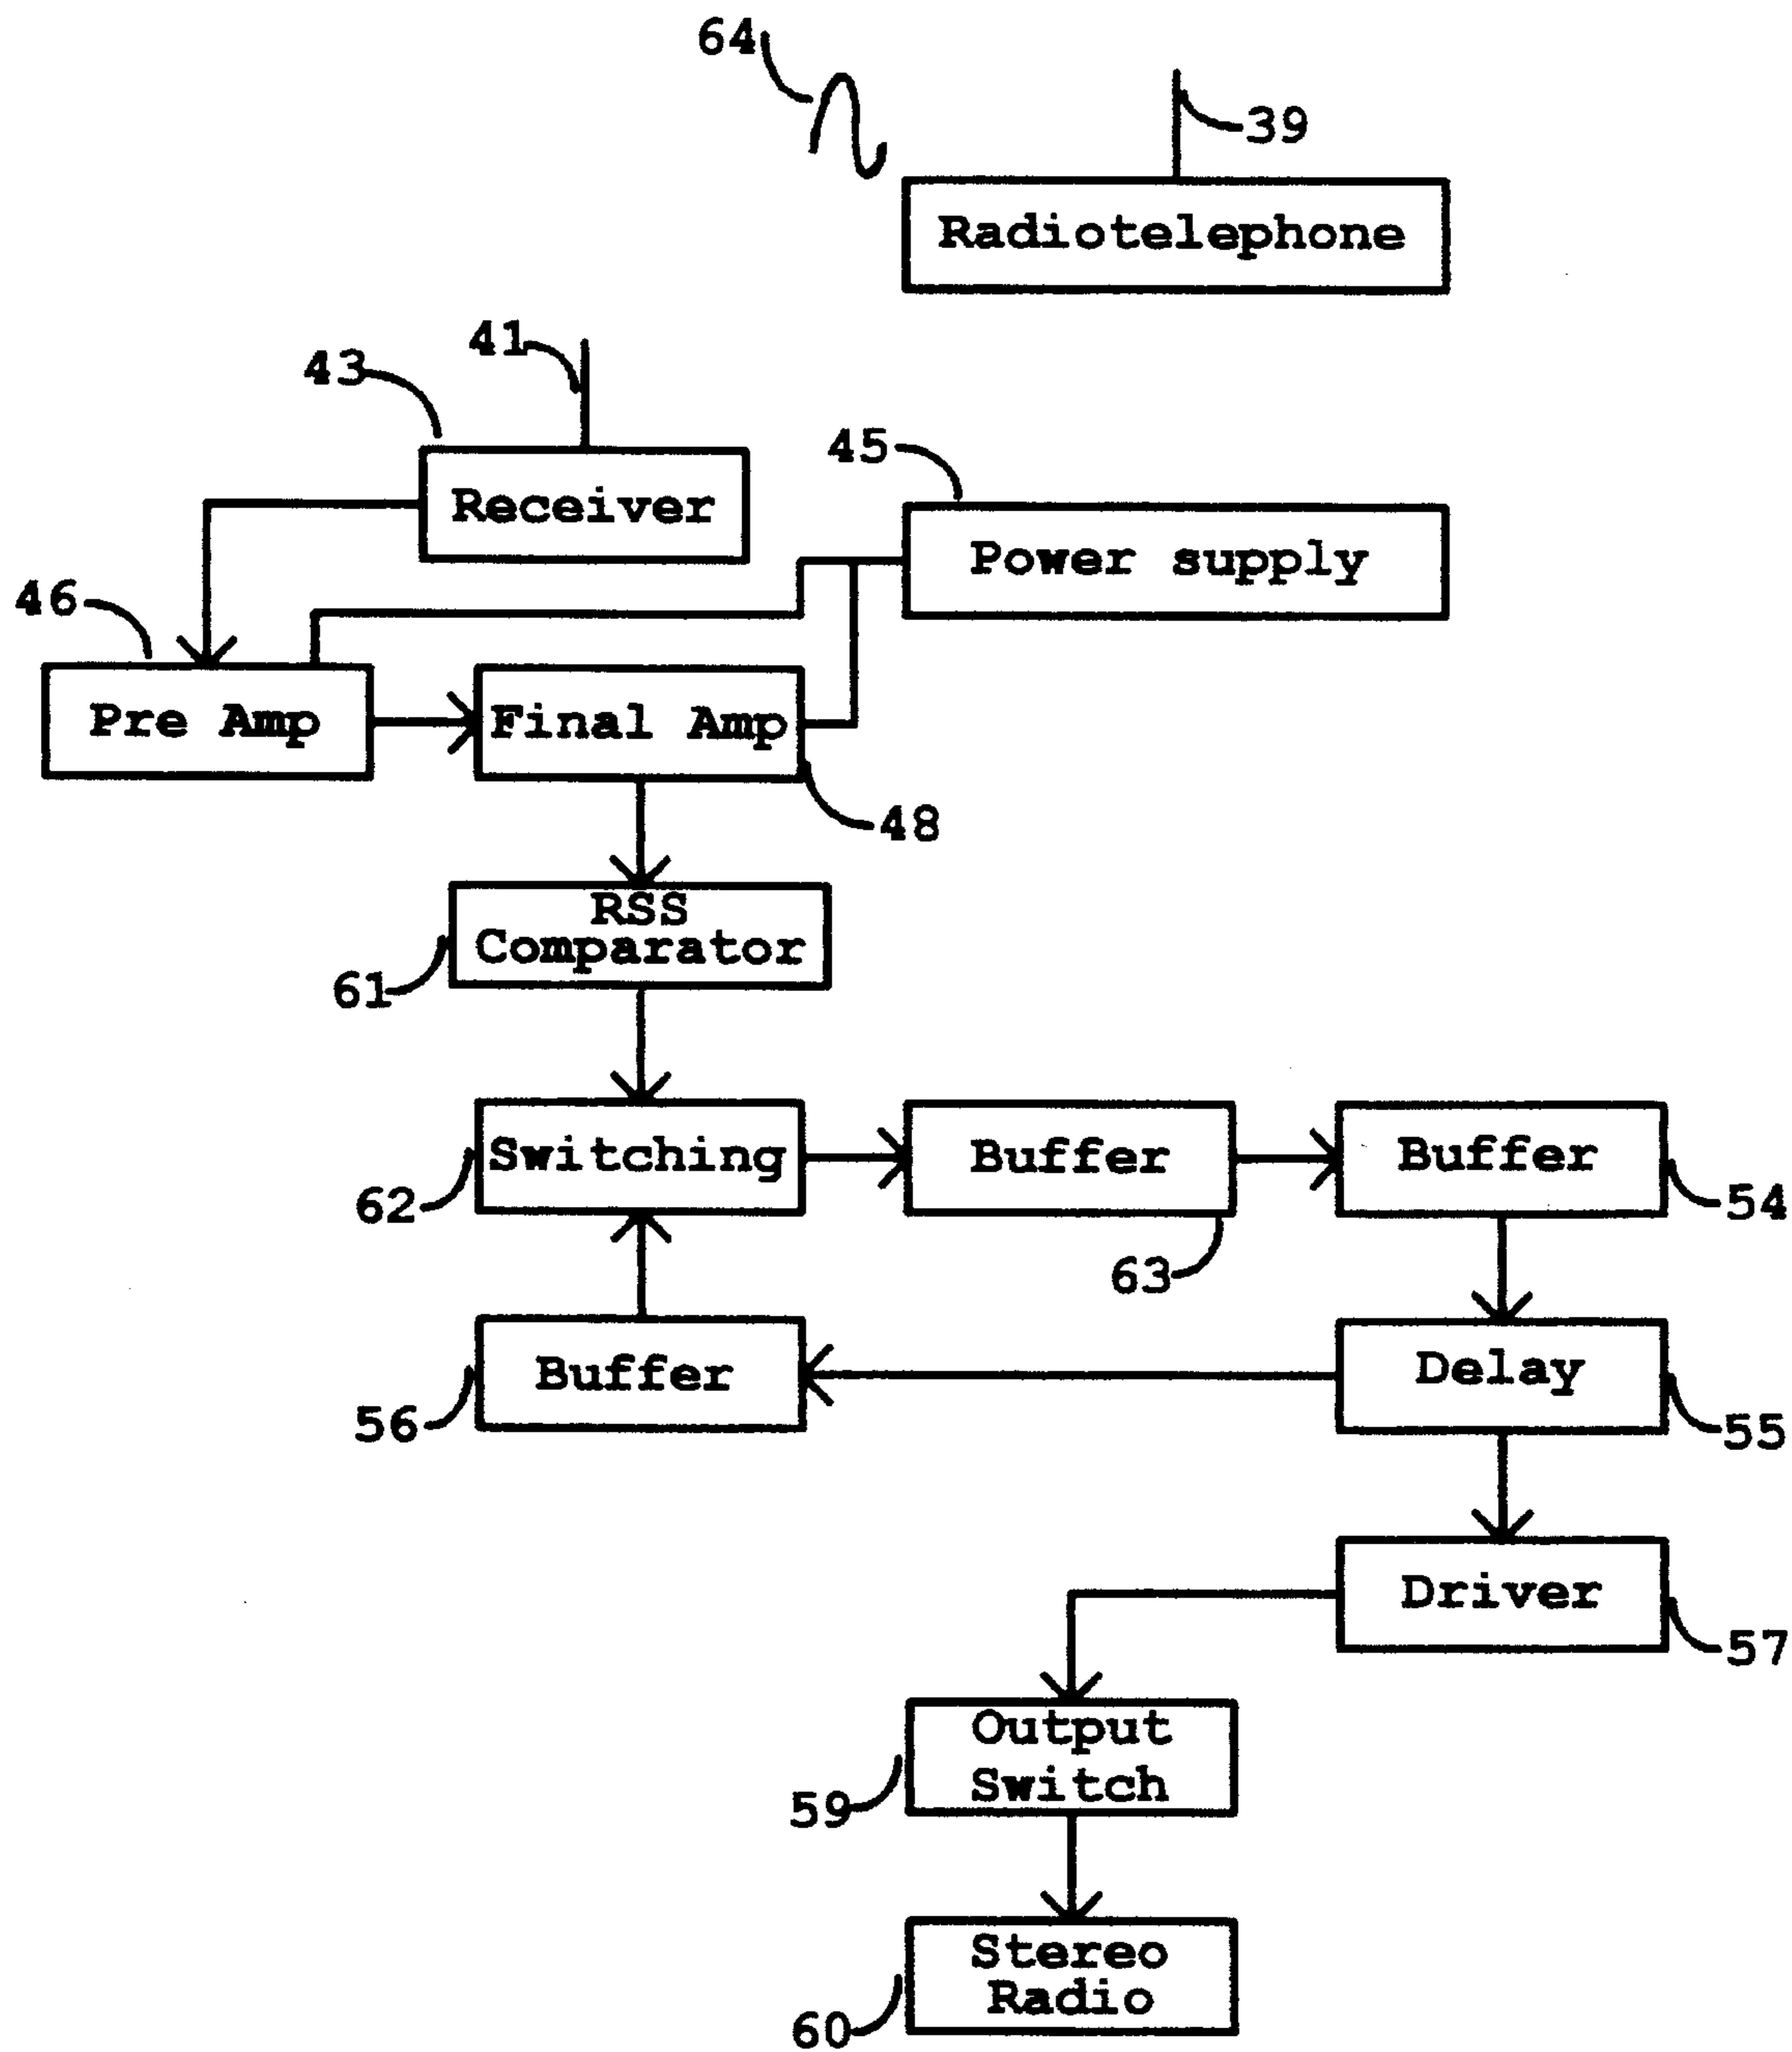 64
39
Radiotelephone
41
43
Receiver
45
Power supply
46
Pre Amp
Final Amp
48
RSS
Comparator
61
Switching
Buffer
Buffer
62
54
63
Buffer
Delay
56
55
Driver
57
Output
Switch
59
Stereo
Radio
60